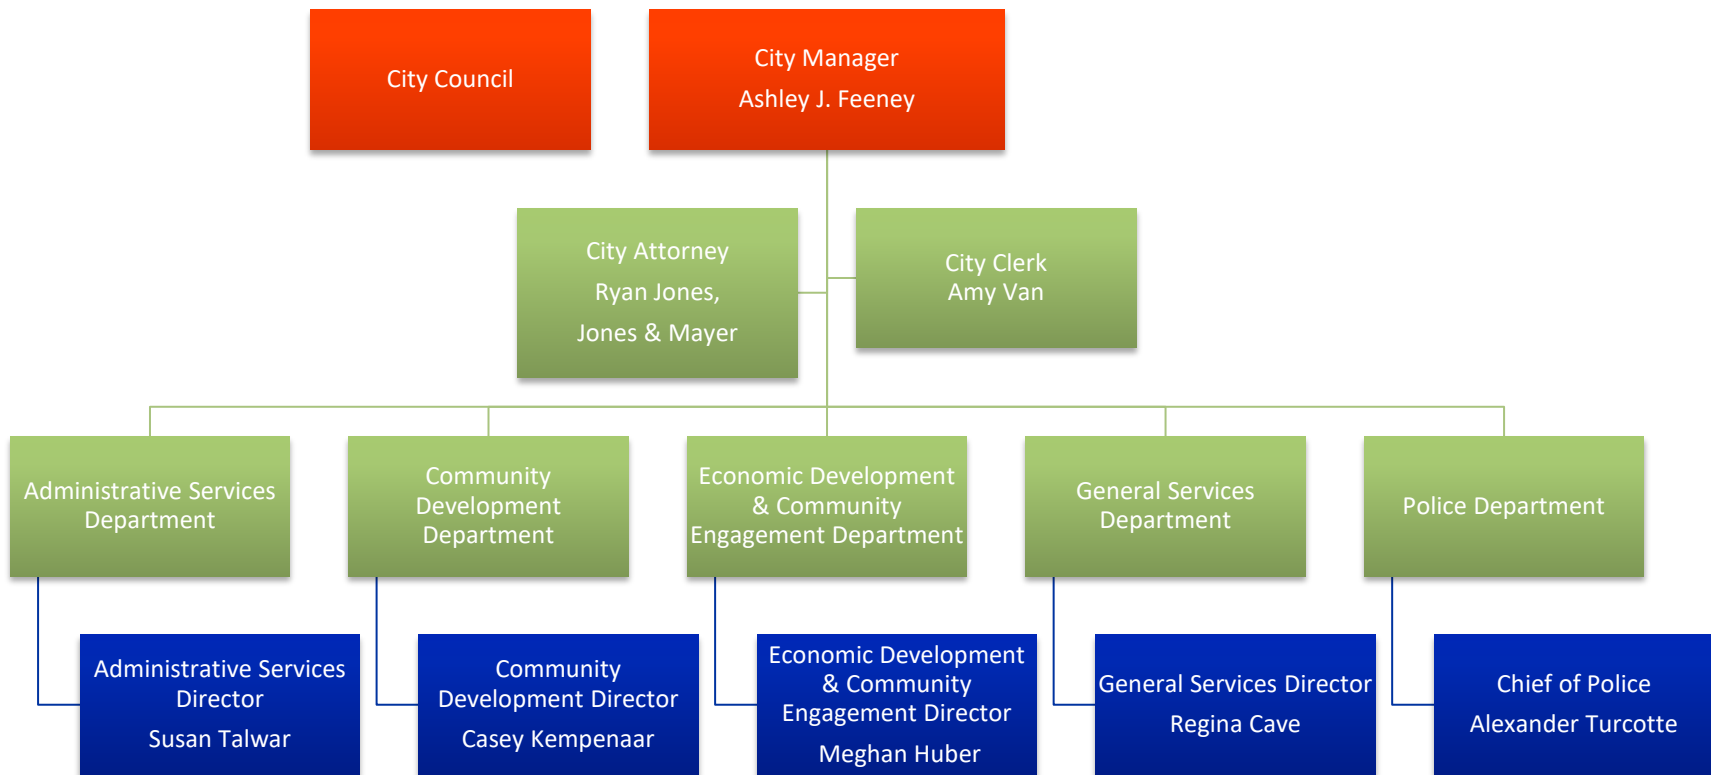 City Council
City Manager
Ashley J. Feeney
City Attorney
Ryan Jones,
Jones & Mayer
City Clerk
Amy Van
Administrative Services
Department
Community
Development
Department
Economic Development
& Community
Engagement Department
General Services
Department
Police Department
Administrative Services
Director
Susan Talwar
Community
Development Director
Casey Kempenaar
Economic Development
& Community
Engagement Director
Meghan Huber
General Services Director
Regina Cave
Chief of Police
Alexander Turcotte